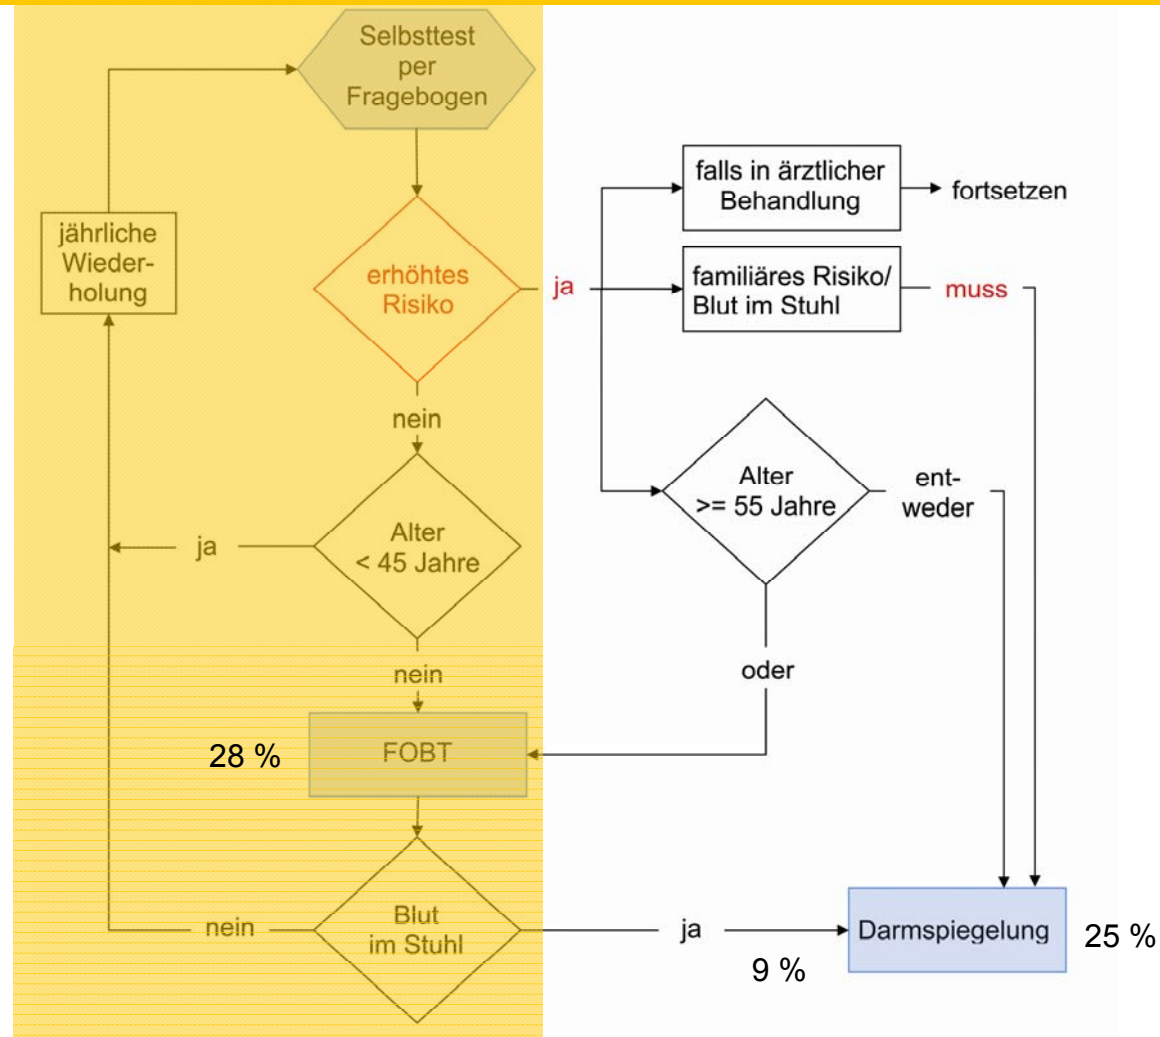 Selbsttest
per
Fragebogen
falls in ärztlicher
Behandlung
fortsetzen
jährliche
Wieder-
holung
erhöhtes
Risiko
ja
familiäres Risiko/
Blut im Stuhl
muss
nein
Alter
>= 55 Jahre
ent-
weder
Alter
< 45 Jahre
ja
nein
oder
28 %
FOBT
Blut
im Stuhl
nein
ja
9 %
Darmspiegelung
25 %